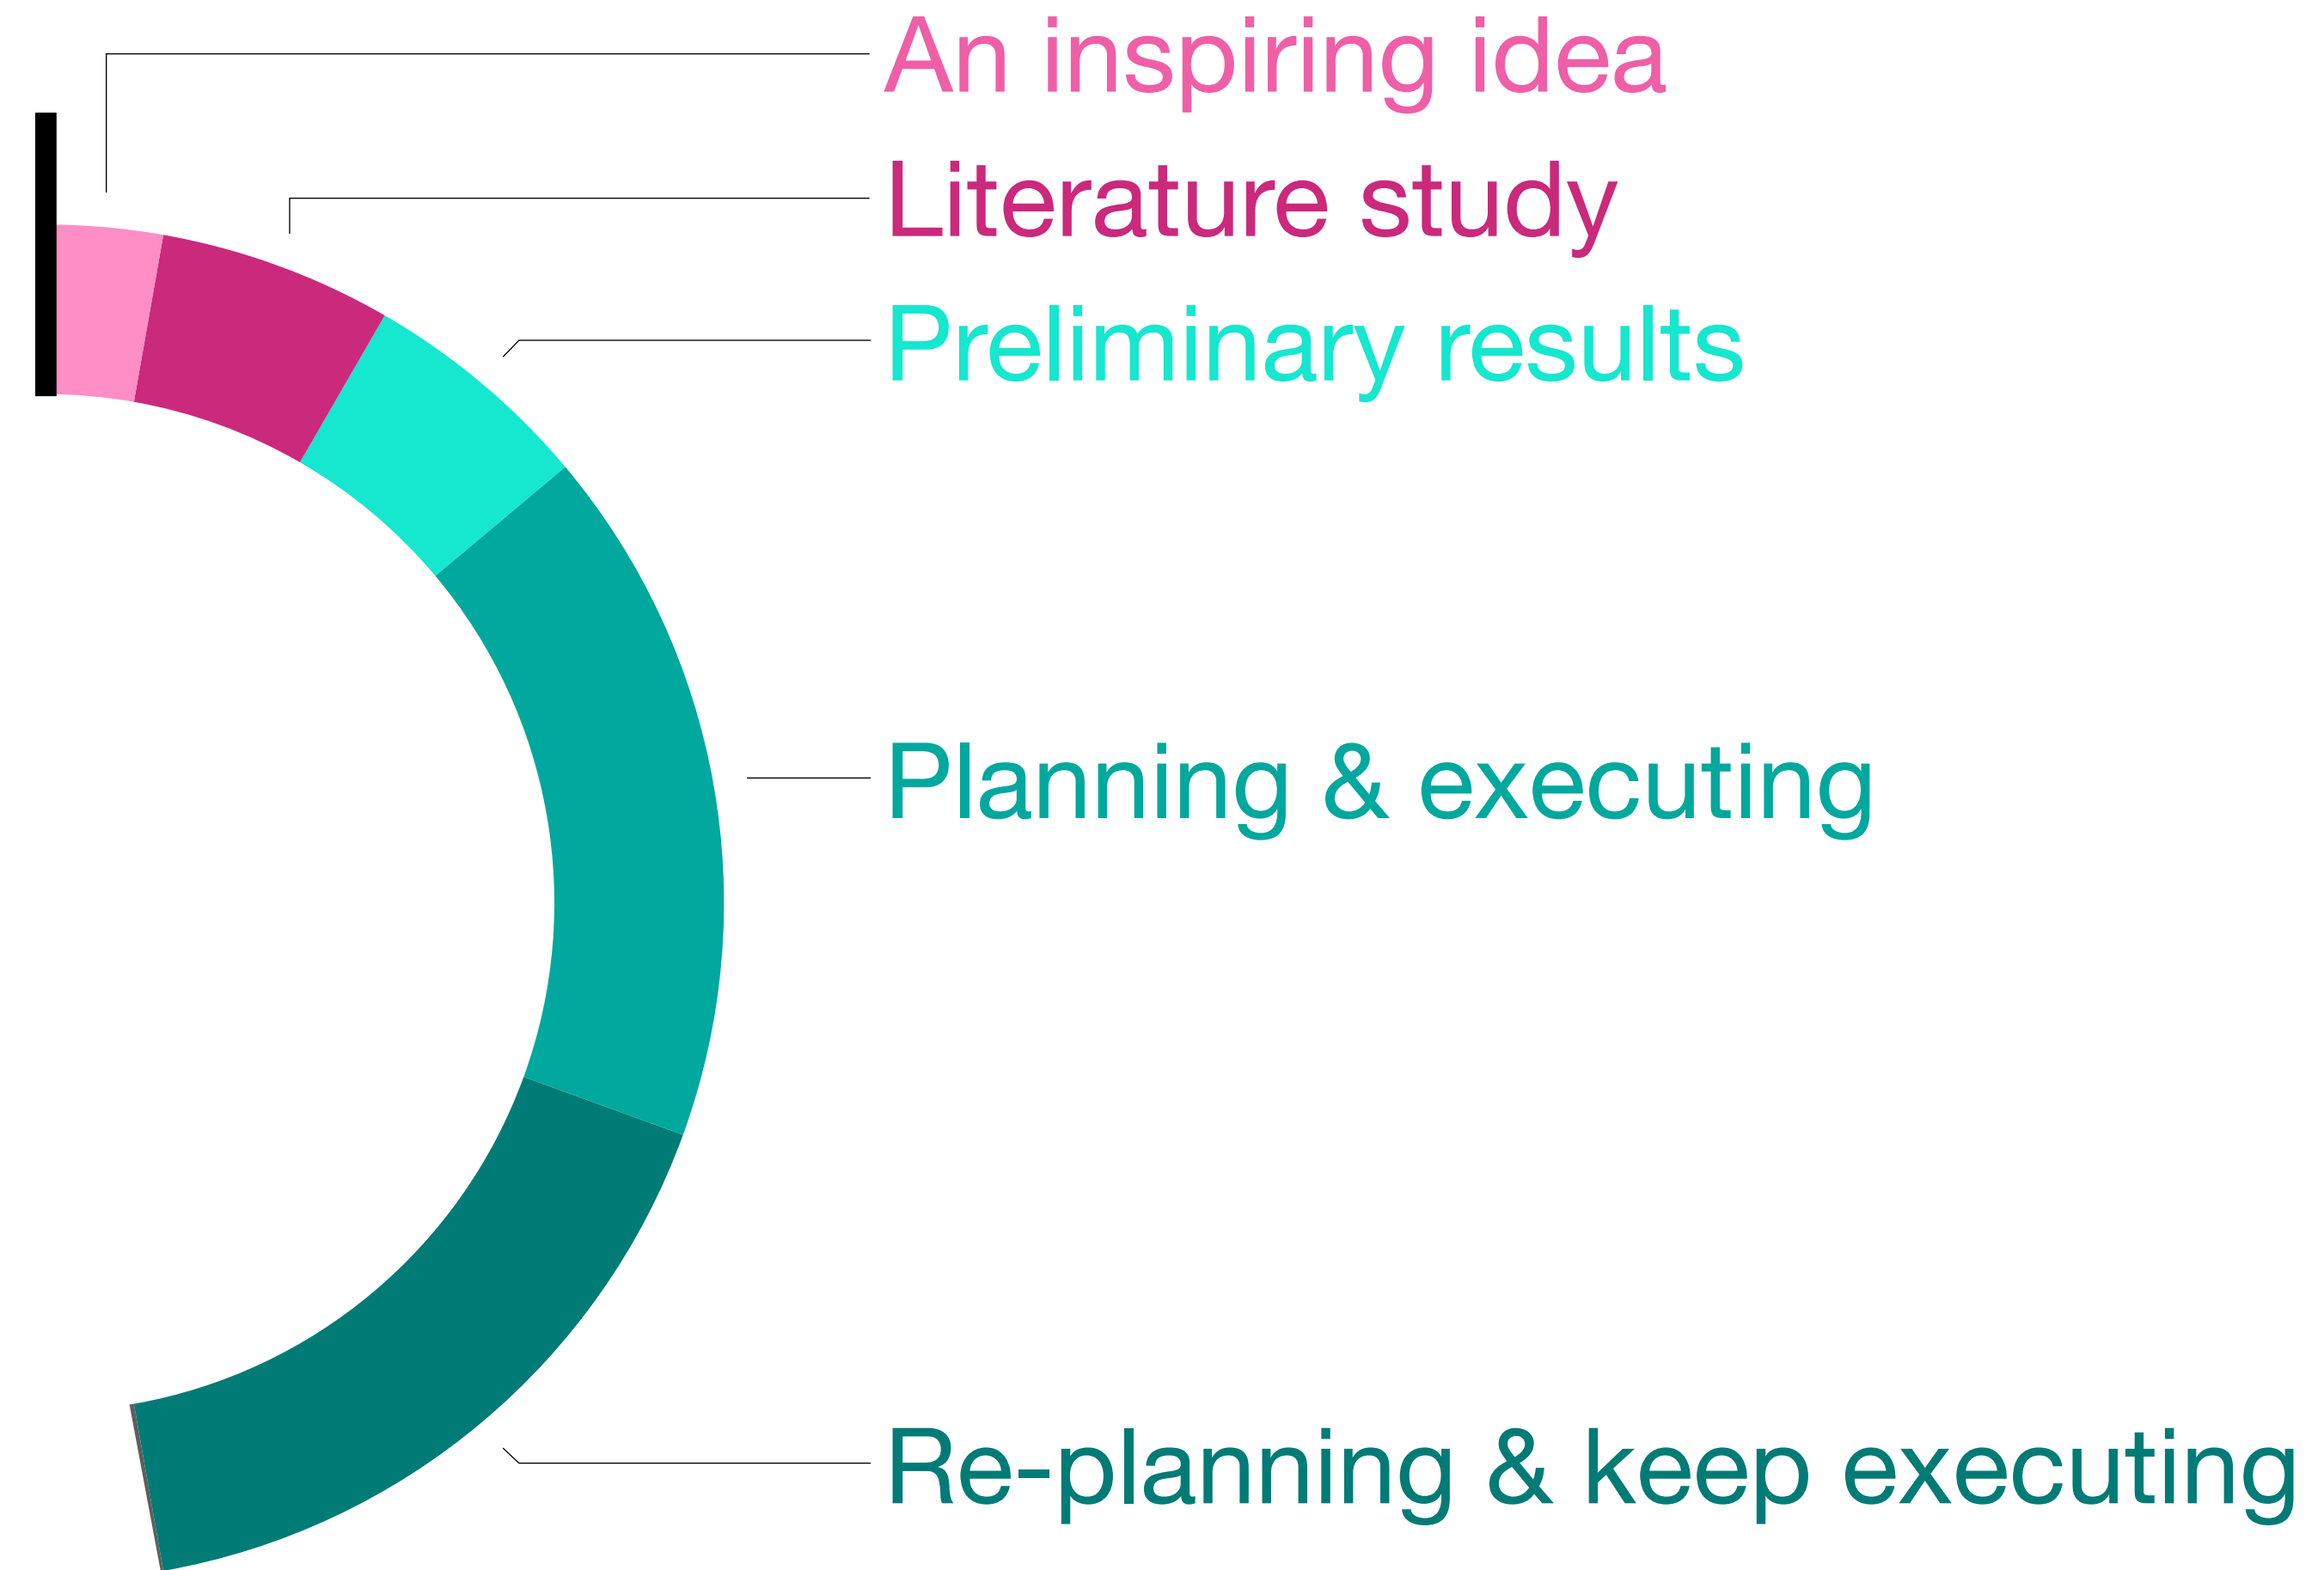 An inspiring idea
Literature study
Preliminary results
Planning & executing
Re-planning & keep executing